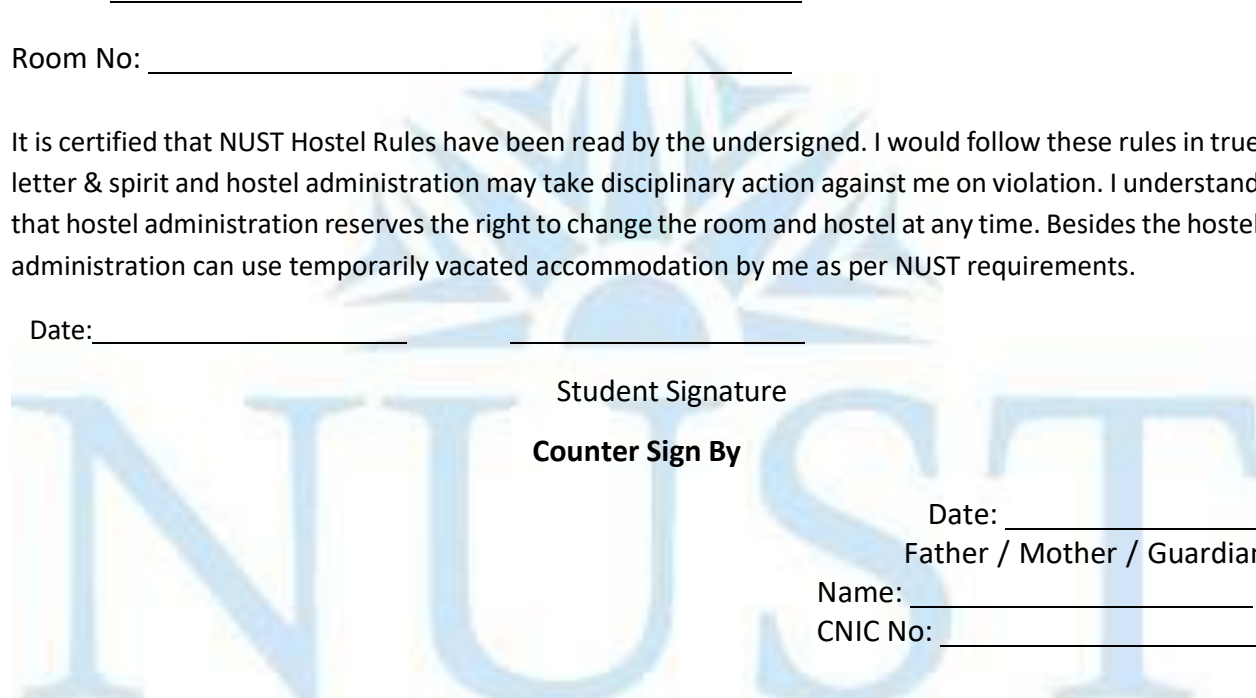 Room No:
It is certified that NUST Hostel Rules have been read by the undersigned. I would follow these rules in true
letter & spirit and hostel administration may take disciplinary action against me on violation. I understand
that hostel administration reserves the right to change the room and hostel at any time. Besides the hostel
administration can use temporarily vacated accommodation by me as per NUST requirements.
Date:
Student Signature
Counter Sign By
Date:
Father / Mother / Guardian
Name:
CNIC No:
NUST